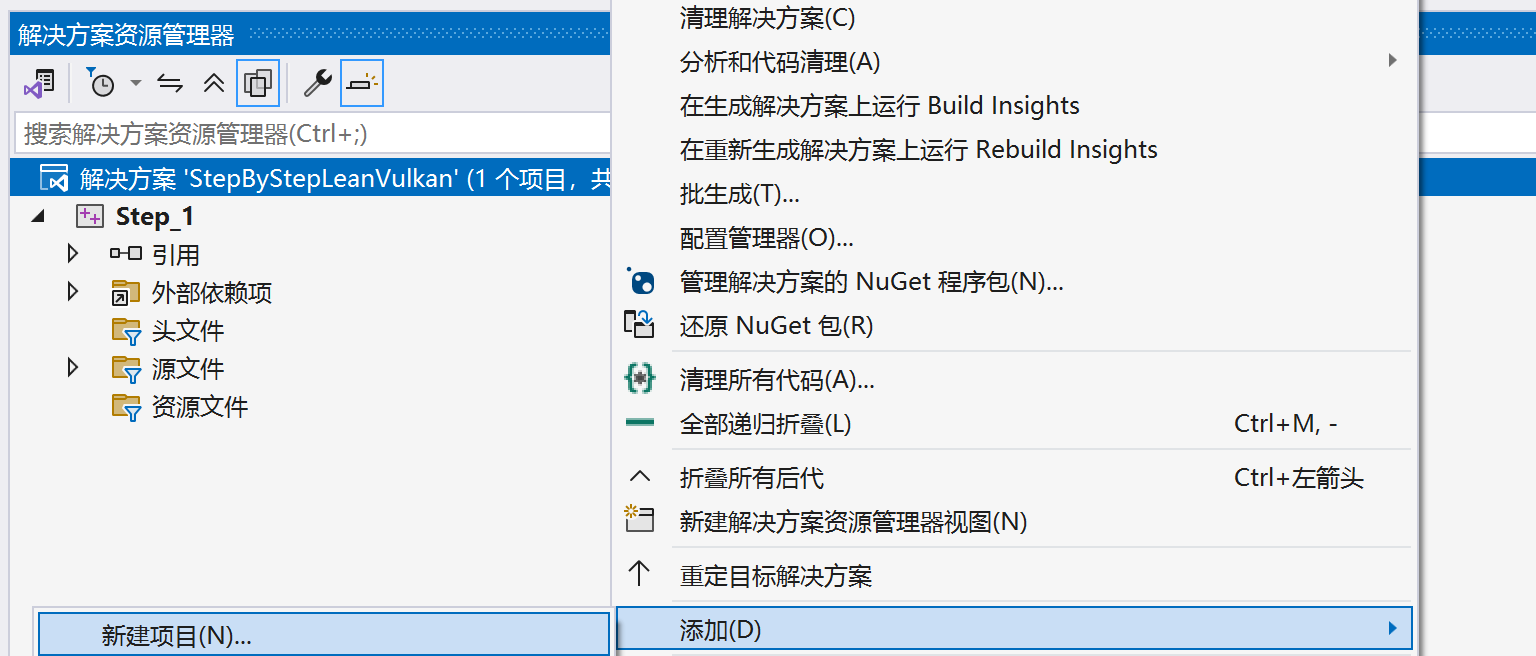 解决方案资源管理器
搜索解决方案资源管理器(Ctrl+;)
解决方案 'StepByStepLeanVulkan' (1 个项目，共
Step_1
引用
外部依赖项
头文件
源文件
资源文件
清理解决方案(C)
分析和代码清理(A)
在生成解决方案上运行 Build Insights
在重新生成解决方案上运行 Rebuild Insights
批生成(T)...
配置管理器(O)...
管理解决方案的 NuGet 程序包(N)...
还原 NuGet 包(R)
清理所有代码(A)...
全部递归折叠(L) Ctrl+M, -
折叠所有后代 Ctrl+左箭头
新建解决方案资源管理器视图(N)
重定目标解决方案
添加(D)
新建项目(N)...